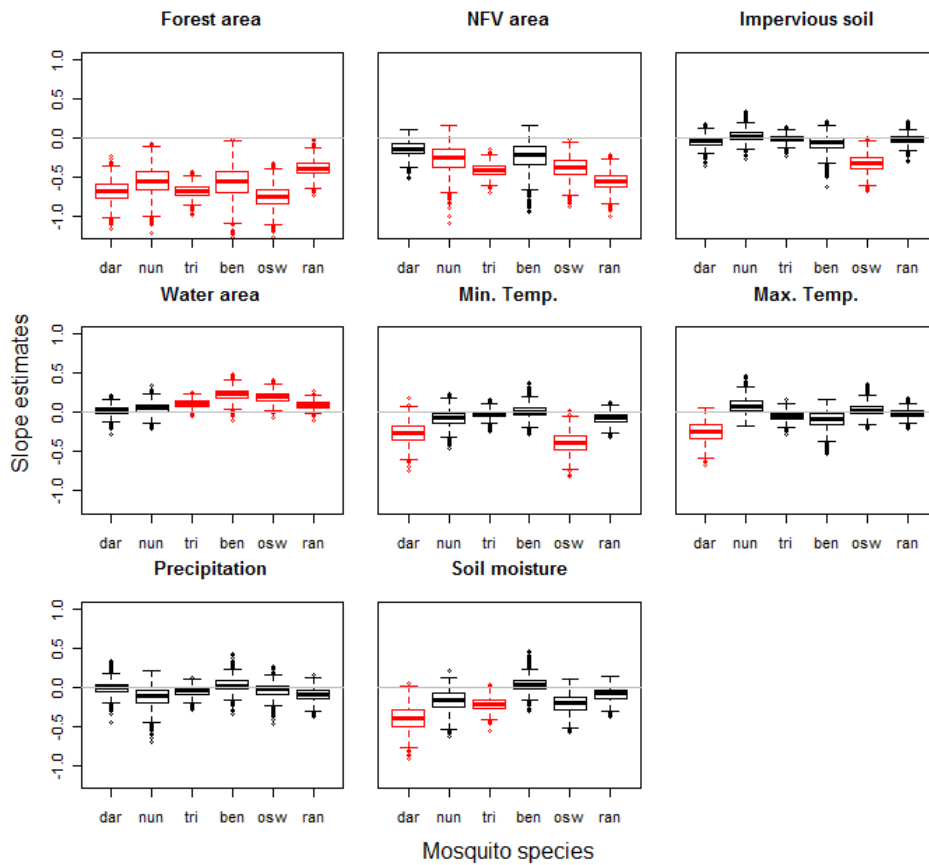 Forest area NFV area Impervious soil
1.0
0.5
0.0
-0.5
-1.0
dar nun tri ben osw ran dar nun tri ben osw ran dar nun tri ben osw ran
Water area Min. Temp. Max. Temp.
1.0
0.5
0.0
-0.5
-1.0
Slope estimates
dar nun tri ben osw ran dar nun tri ben osw ran dar nun tri ben osw ran
Precipitation Soil moisture
1.0
0.5
0.0
-0.5
-1.0
dar nun tri ben osw ran dar nun tri ben osw ran
Mosquito species